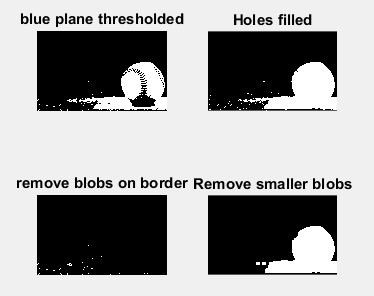 blue plane thresholded
Holes filled
remove blobs on border
Remove smaller blobs